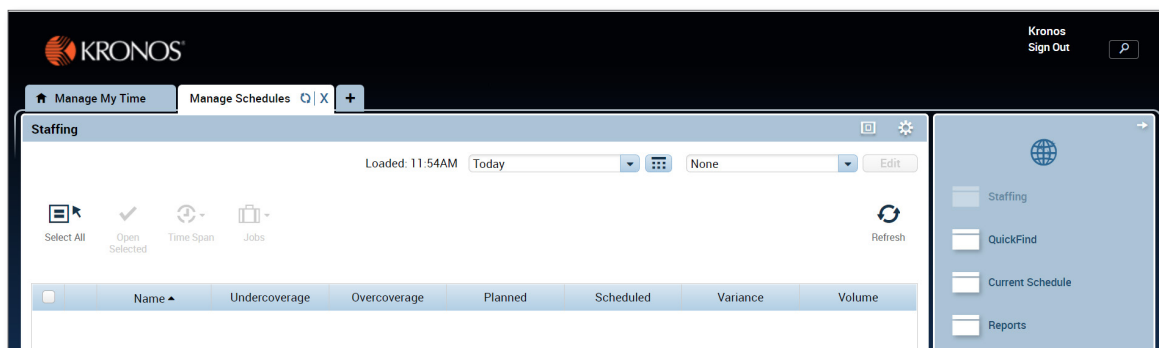 Kronos
Sign Out
KRONOS®
Manage My Time
Manage Schedules X +
Staffing
Loaded: 11:54AM Today None Edit
Select All Open Selected Time Span Jobs Refresh
Name Undercoverage Overcoverage Planned Scheduled Variance Volume
Staffing
QuickFind
Current Schedule
Reports